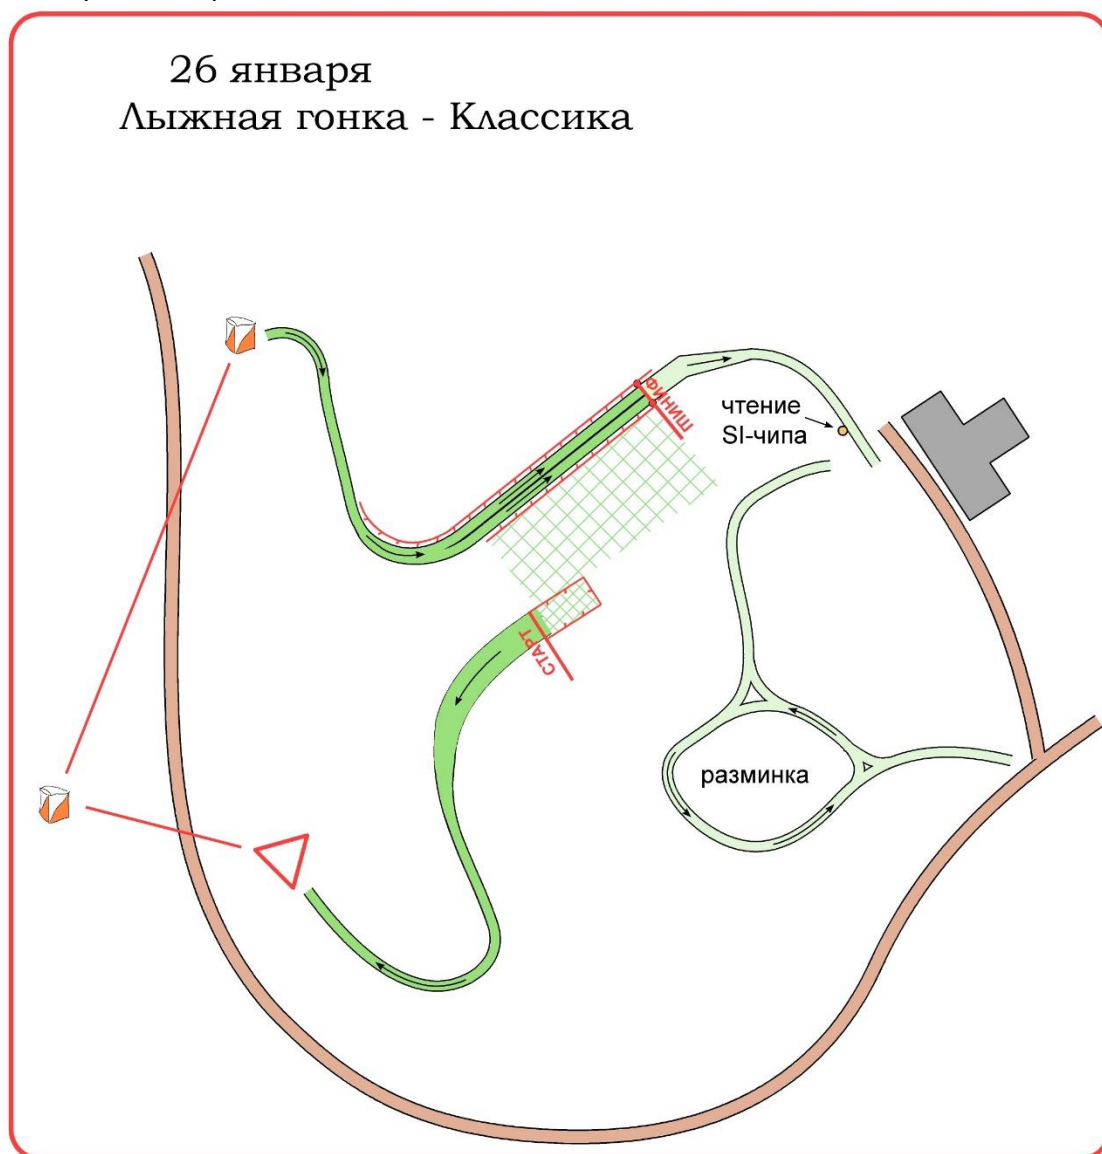 26 января
Лыжная гонка - Классика
ФИНИШ
чтение
SI-чипа
СТАРТ
разминка